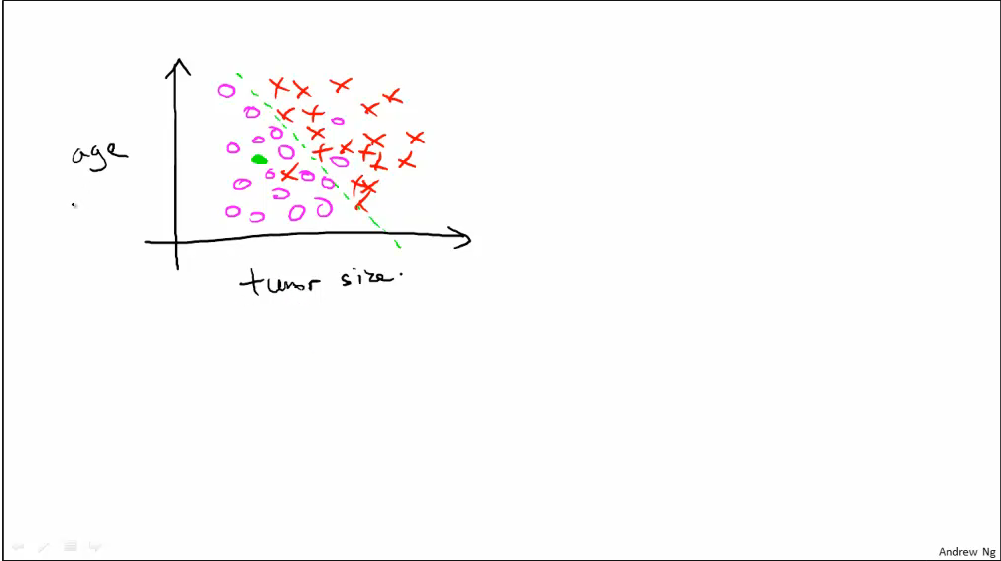 age
tumor size.
Andrew Ng